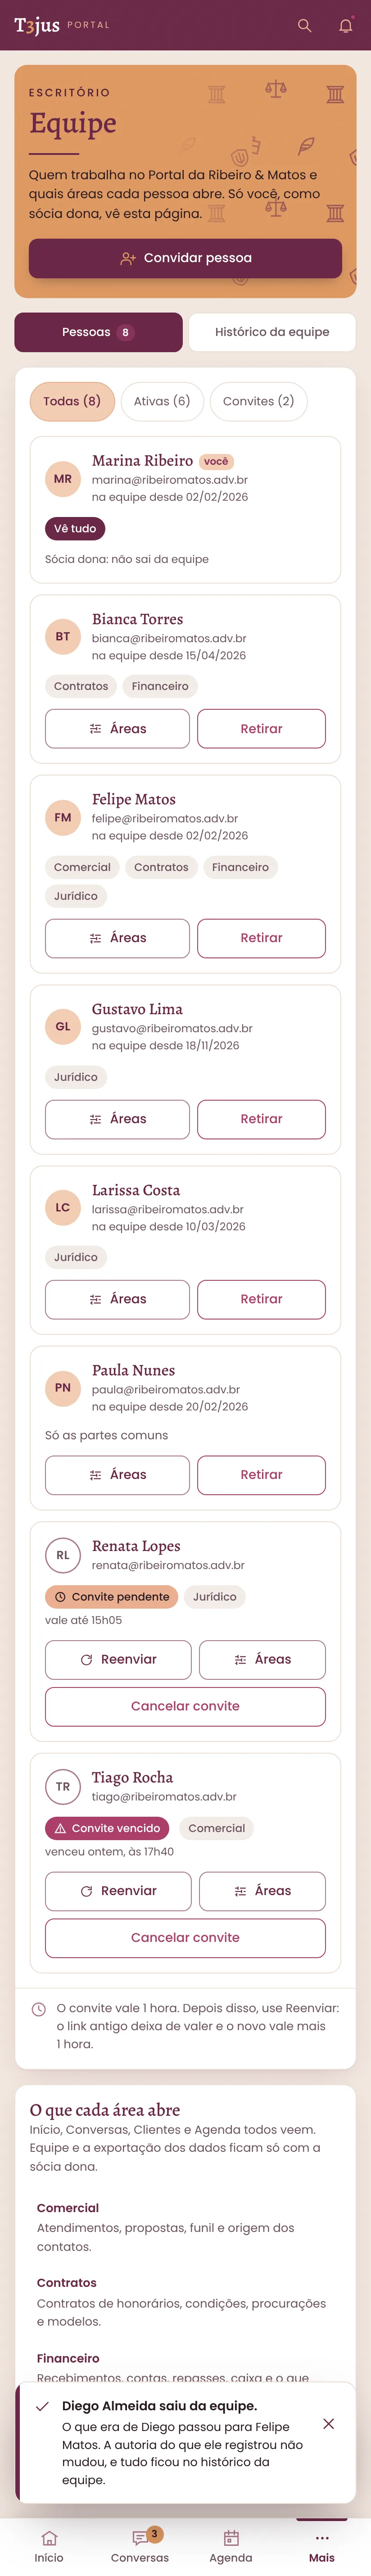 T3jus PORTAL
ESCRITÓRIO
Equipe
Quem trabalha no Portal da Ribeiro & Matos e
quais áreas cada pessoa abre. Só você, como
sócia dona, vê esta página.
Convidar pessoa
Pessoas 8
Histórico da equipe
Todas (8)
Ativas (6)
Convites (2)
MR
Marina Ribeiro você
marina@ribeiromatos.adv.br
na equipe desde 02/02/2026
Vê tudo
Sócia dona: não sai da equipe
BT
Bianca Torres
bianca@ribeiromatos.adv.br
na equipe desde 15/04/2026
Contratos
Financeiro
Áreas
Retirar
FM
Felipe Matos
felipe@ribeiromatos.adv.br
na equipe desde 02/02/2026
Comercial
Contratos
Financeiro
Jurídico
Áreas
Retirar
GL
Gustavo Lima
gustavo@ribeiromatos.adv.br
na equipe desde 18/11/2026
Jurídico
Áreas
Retirar
LC
Larissa Costa
larissa@ribeiromatos.adv.br
na equipe desde 10/03/2026
Jurídico
Áreas
Retirar
PN
Paula Nunes
paula@ribeiromatos.adv.br
na equipe desde 20/02/2026
Só as partes comuns
Áreas
Retirar
RL
Renata Lopes
renata@ribeiromatos.adv.br
Convite pendente
Jurídico
vale até 15h05
Reenviar
Áreas
Cancelar convite
TR
Tiago Rocha
tiago@ribeiromatos.adv.br
Convite vencido
Comercial
venceu ontem, às 17h40
Reenviar
Áreas
Cancelar convite
O convite vale 1 hora. Depois disso, use Reenviar:
o link antigo deixa de valer e o novo vale mais
1 hora.
O que cada área abre
Início, Conversas, Clientes e Agenda todos veem.
Equipe e a exportação dos dados ficam só com a
sócia dona.
Comercial
Atendimentos, propostas, funil e origem dos
contatos.
Contratos
Contratos de honorários, condições, procurações
e modelos.
Financeiro
Recebimentos, contas, repasses, caixa e o que
Diego Almeida saiu da equipe.
O que era de Diego passou para Felipe
Matos. A autoria do que ele registrou não
mudou, e tudo ficou no histórico da
equipe.
Início
Conversas 3
Agenda
Mais